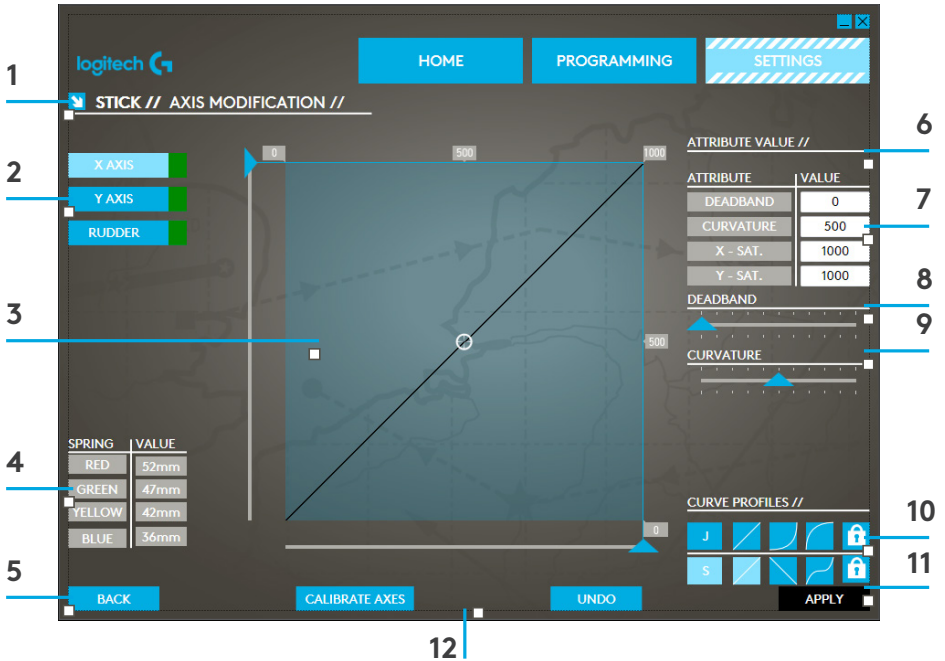 logitech G
HOME
PROGRAMMING
SETTINGS
1
STICK // AXIS MODIFICATION //
6
ATTRIBUTE VALUE //
0
500
1000
2
X AXIS
Y AXIS
RUDDER
7
ATTRIBUTE VALUE
DEADBAND 0
CURVATURE 500
X - SAT. 1000
Y - SAT. 1000
8
DEADBAND
3
9
500
CURVATURE
SPRING VALUE
4
RED 52mm
GREEN 47mm
YELLOW 42mm
BLUE 36mm
CURVE PROFILES //
10
0
J
11
S
5
BACK
CALIBRATE AXES
UNDO
APPLY
12